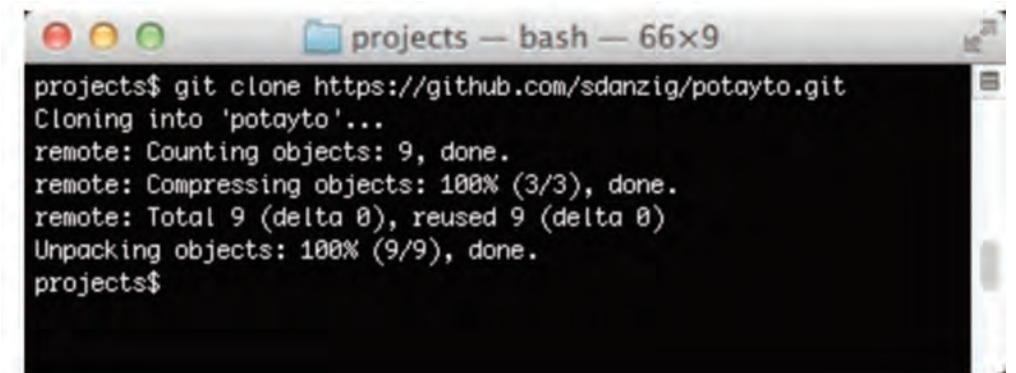 projects — bash — 66×9
projects$ git clone https://github.com/sdanzig/potayto.git
Cloning into 'potayto'...
remote: Counting objects: 9, done.
remote: Compressing objects: 100% (3/3), done.
remote: Total 9 (delta 0), reused 9 (delta 0)
Unpacking objects: 100% (9/9), done.
projects$